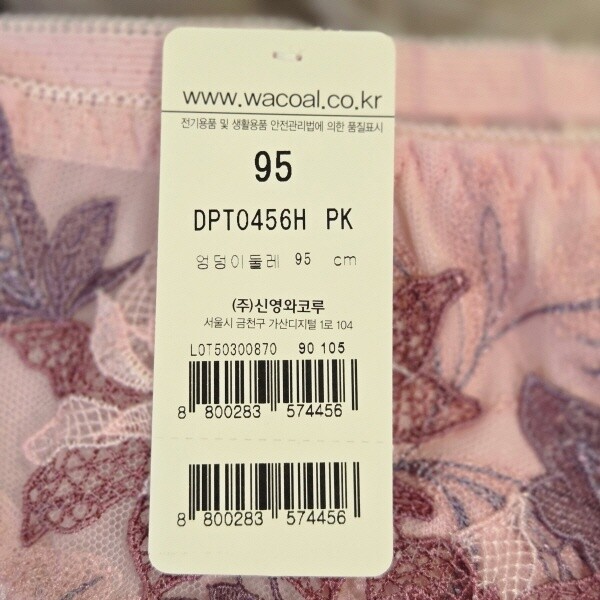 www.wacoal.co.kr
전기용품 및 생활용품 안전관리법에 의한 품질표시
95
DPT0456H PK
엉덩이둘레 95 cm
(주)신영와코루
서울시 금천구 가산디지털 1로 104
LOT50300870 90 105
8 800283 574456
8 800283 574456